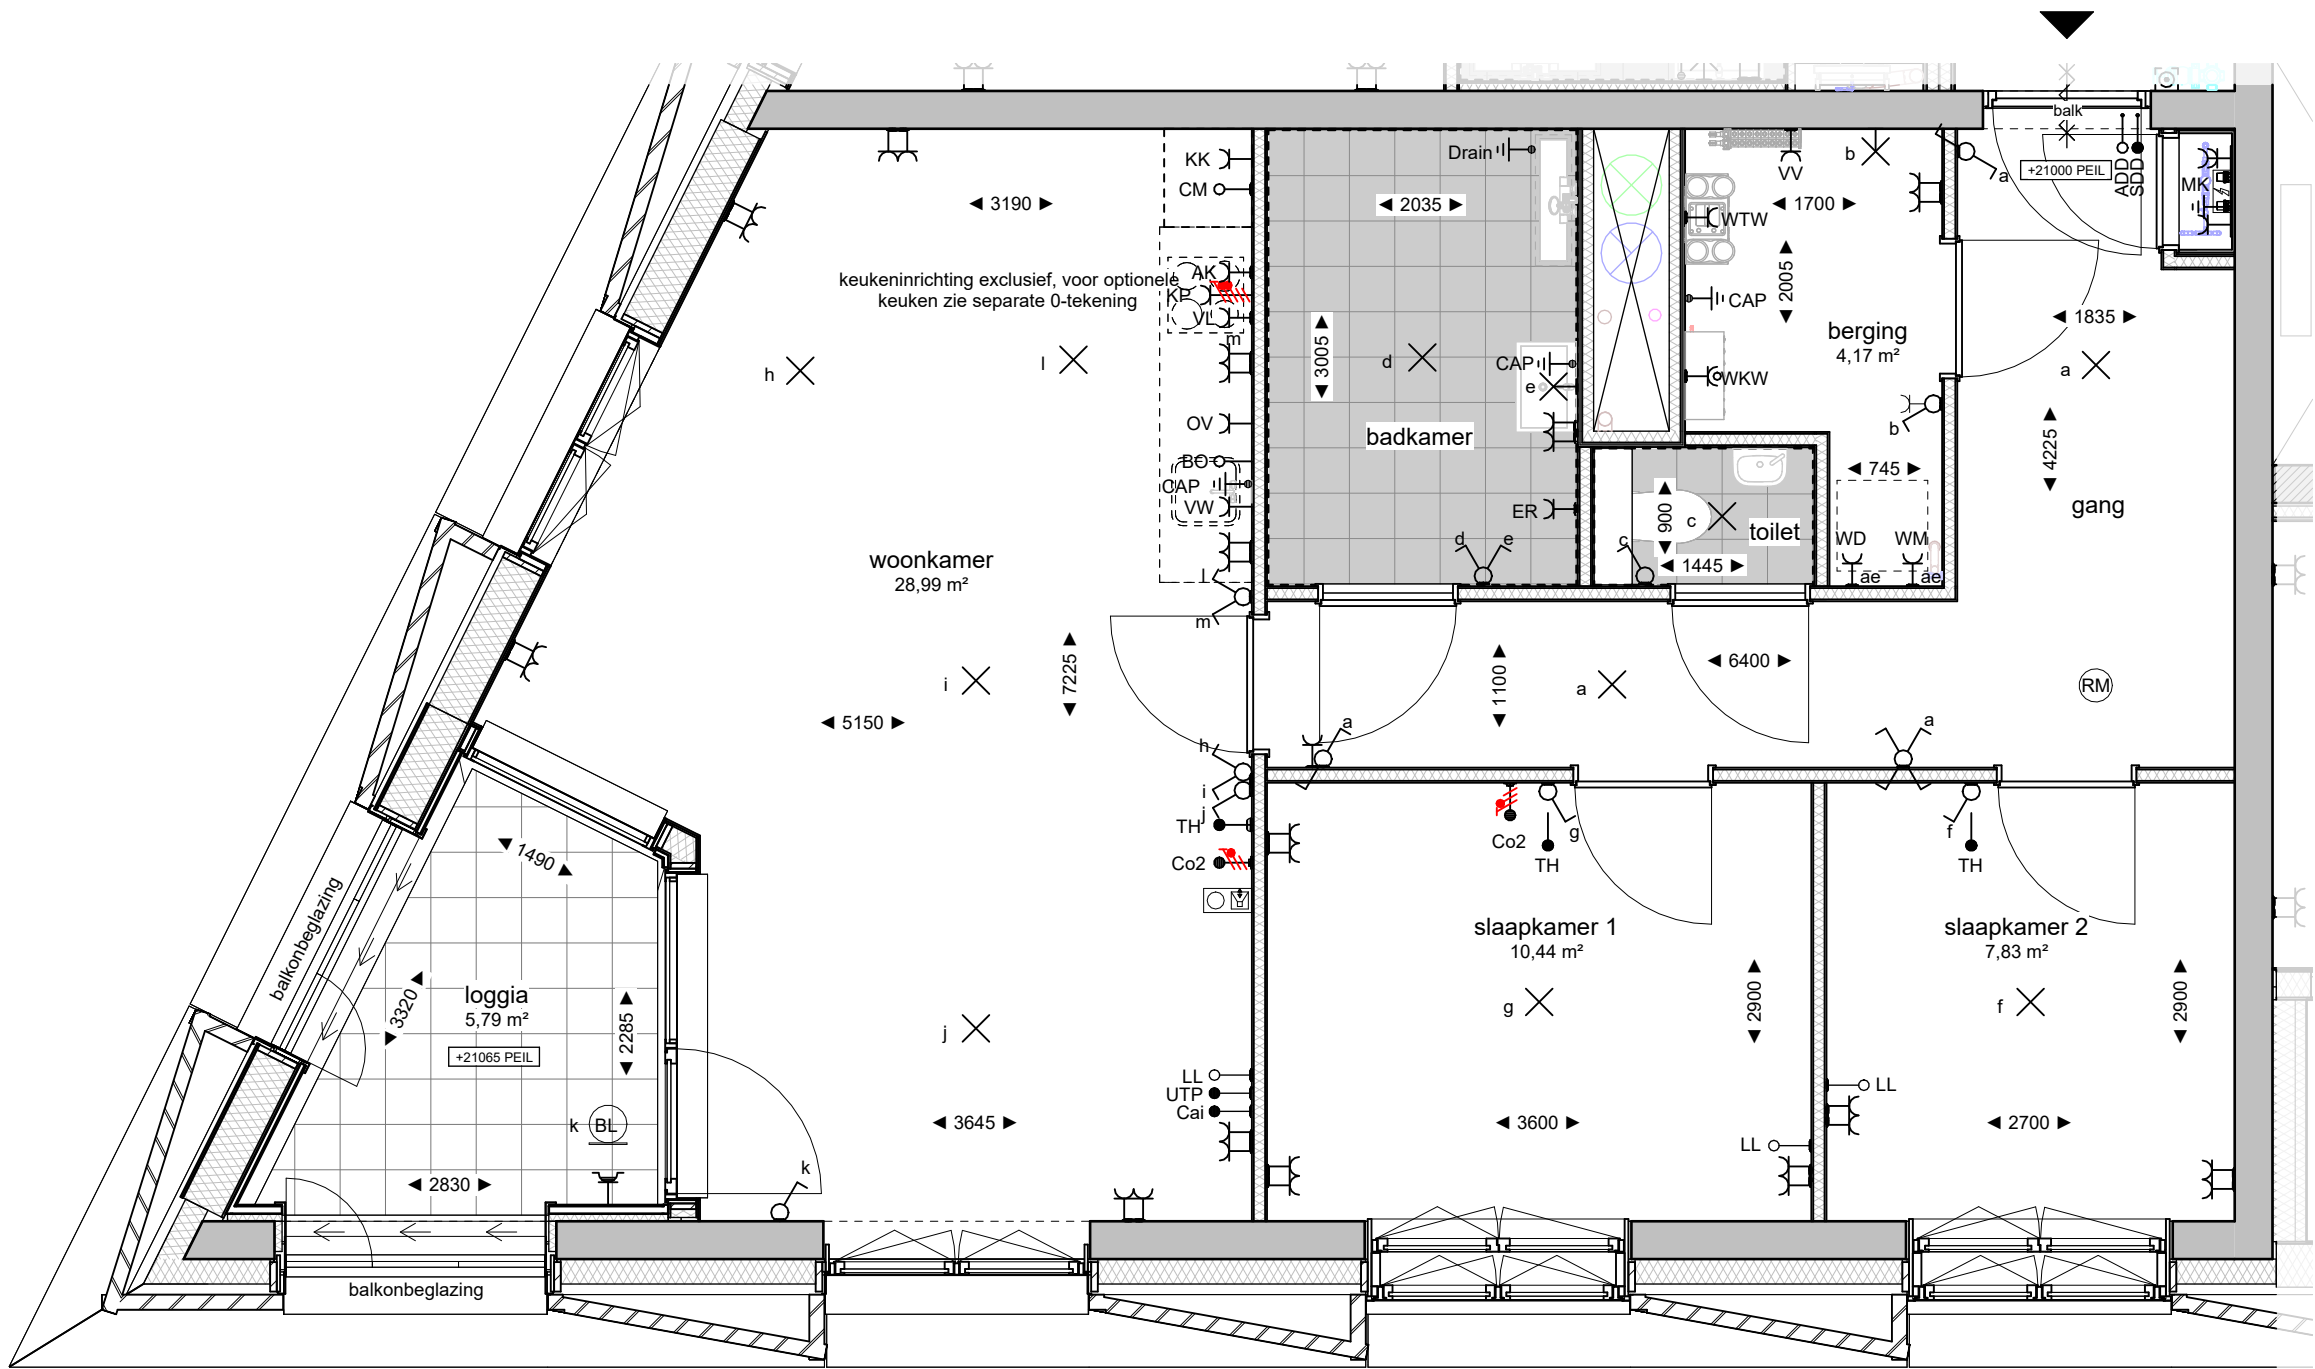 balk
+21000 PEIL
ADD
SDD
MK
a
b
VV
Drain
KK
CM
3190
2035
1700
WTW
2005
CAP
keukeninrichting exclusief, voor optionele
keuken zie separate 0-tekening
AK
KP
VL
m
1835
berging
4,17 m²
3005
h
l
d
CAP
e
WKW
a
b
4225
OV
badkamer
BO
CAP
VW
745
gang
ER
900
c
toilet
WD
WM
d
e
c
1445
ae
ae
woonkamer
28,99 m²
l
m
7225
i
5150
1100
a
6400
RM
h
i
j
a
a
TH
Co2
Co2
g
TH
f
TH
1490
balkonbeglazing
3320
loggia
5,79 m²
+21065 PEIL
2285
slaapkamer 1
10,44 m²
slaapkamer 2
7,83 m²
g
2900
f
2900
j
LL
UTP
Cai
LL
k
BL
3645
3600
LL
2700
k
2830
balkonbeglazing